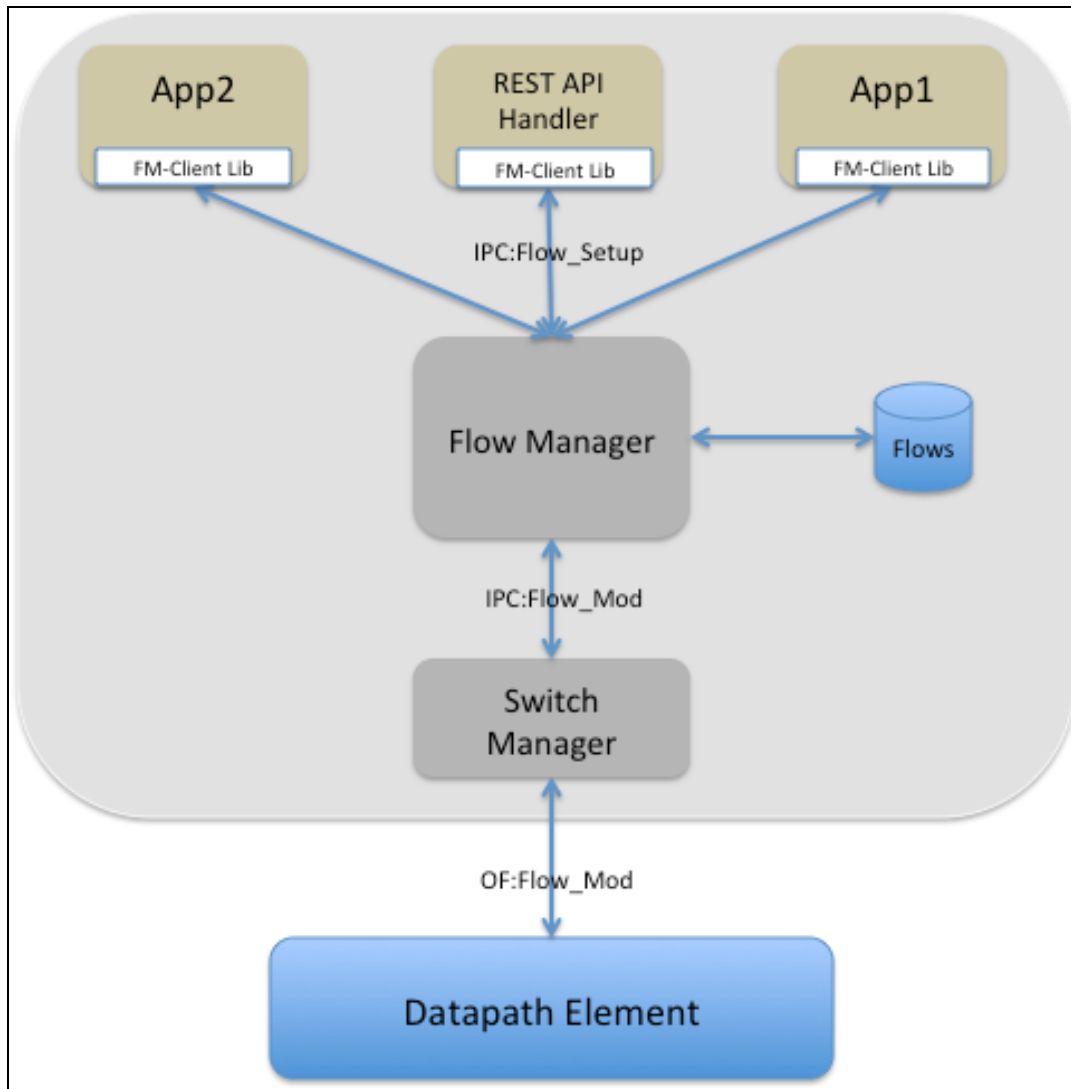 App2
REST API
Handler
App1
FM-Client Lib
FM-Client Lib
FM-Client Lib
IPC:Flow_Setup
Flow Manager
Flows
IPC:Flow_Mod
Switch
Manager
OF:Flow_Mod
Datapath Element